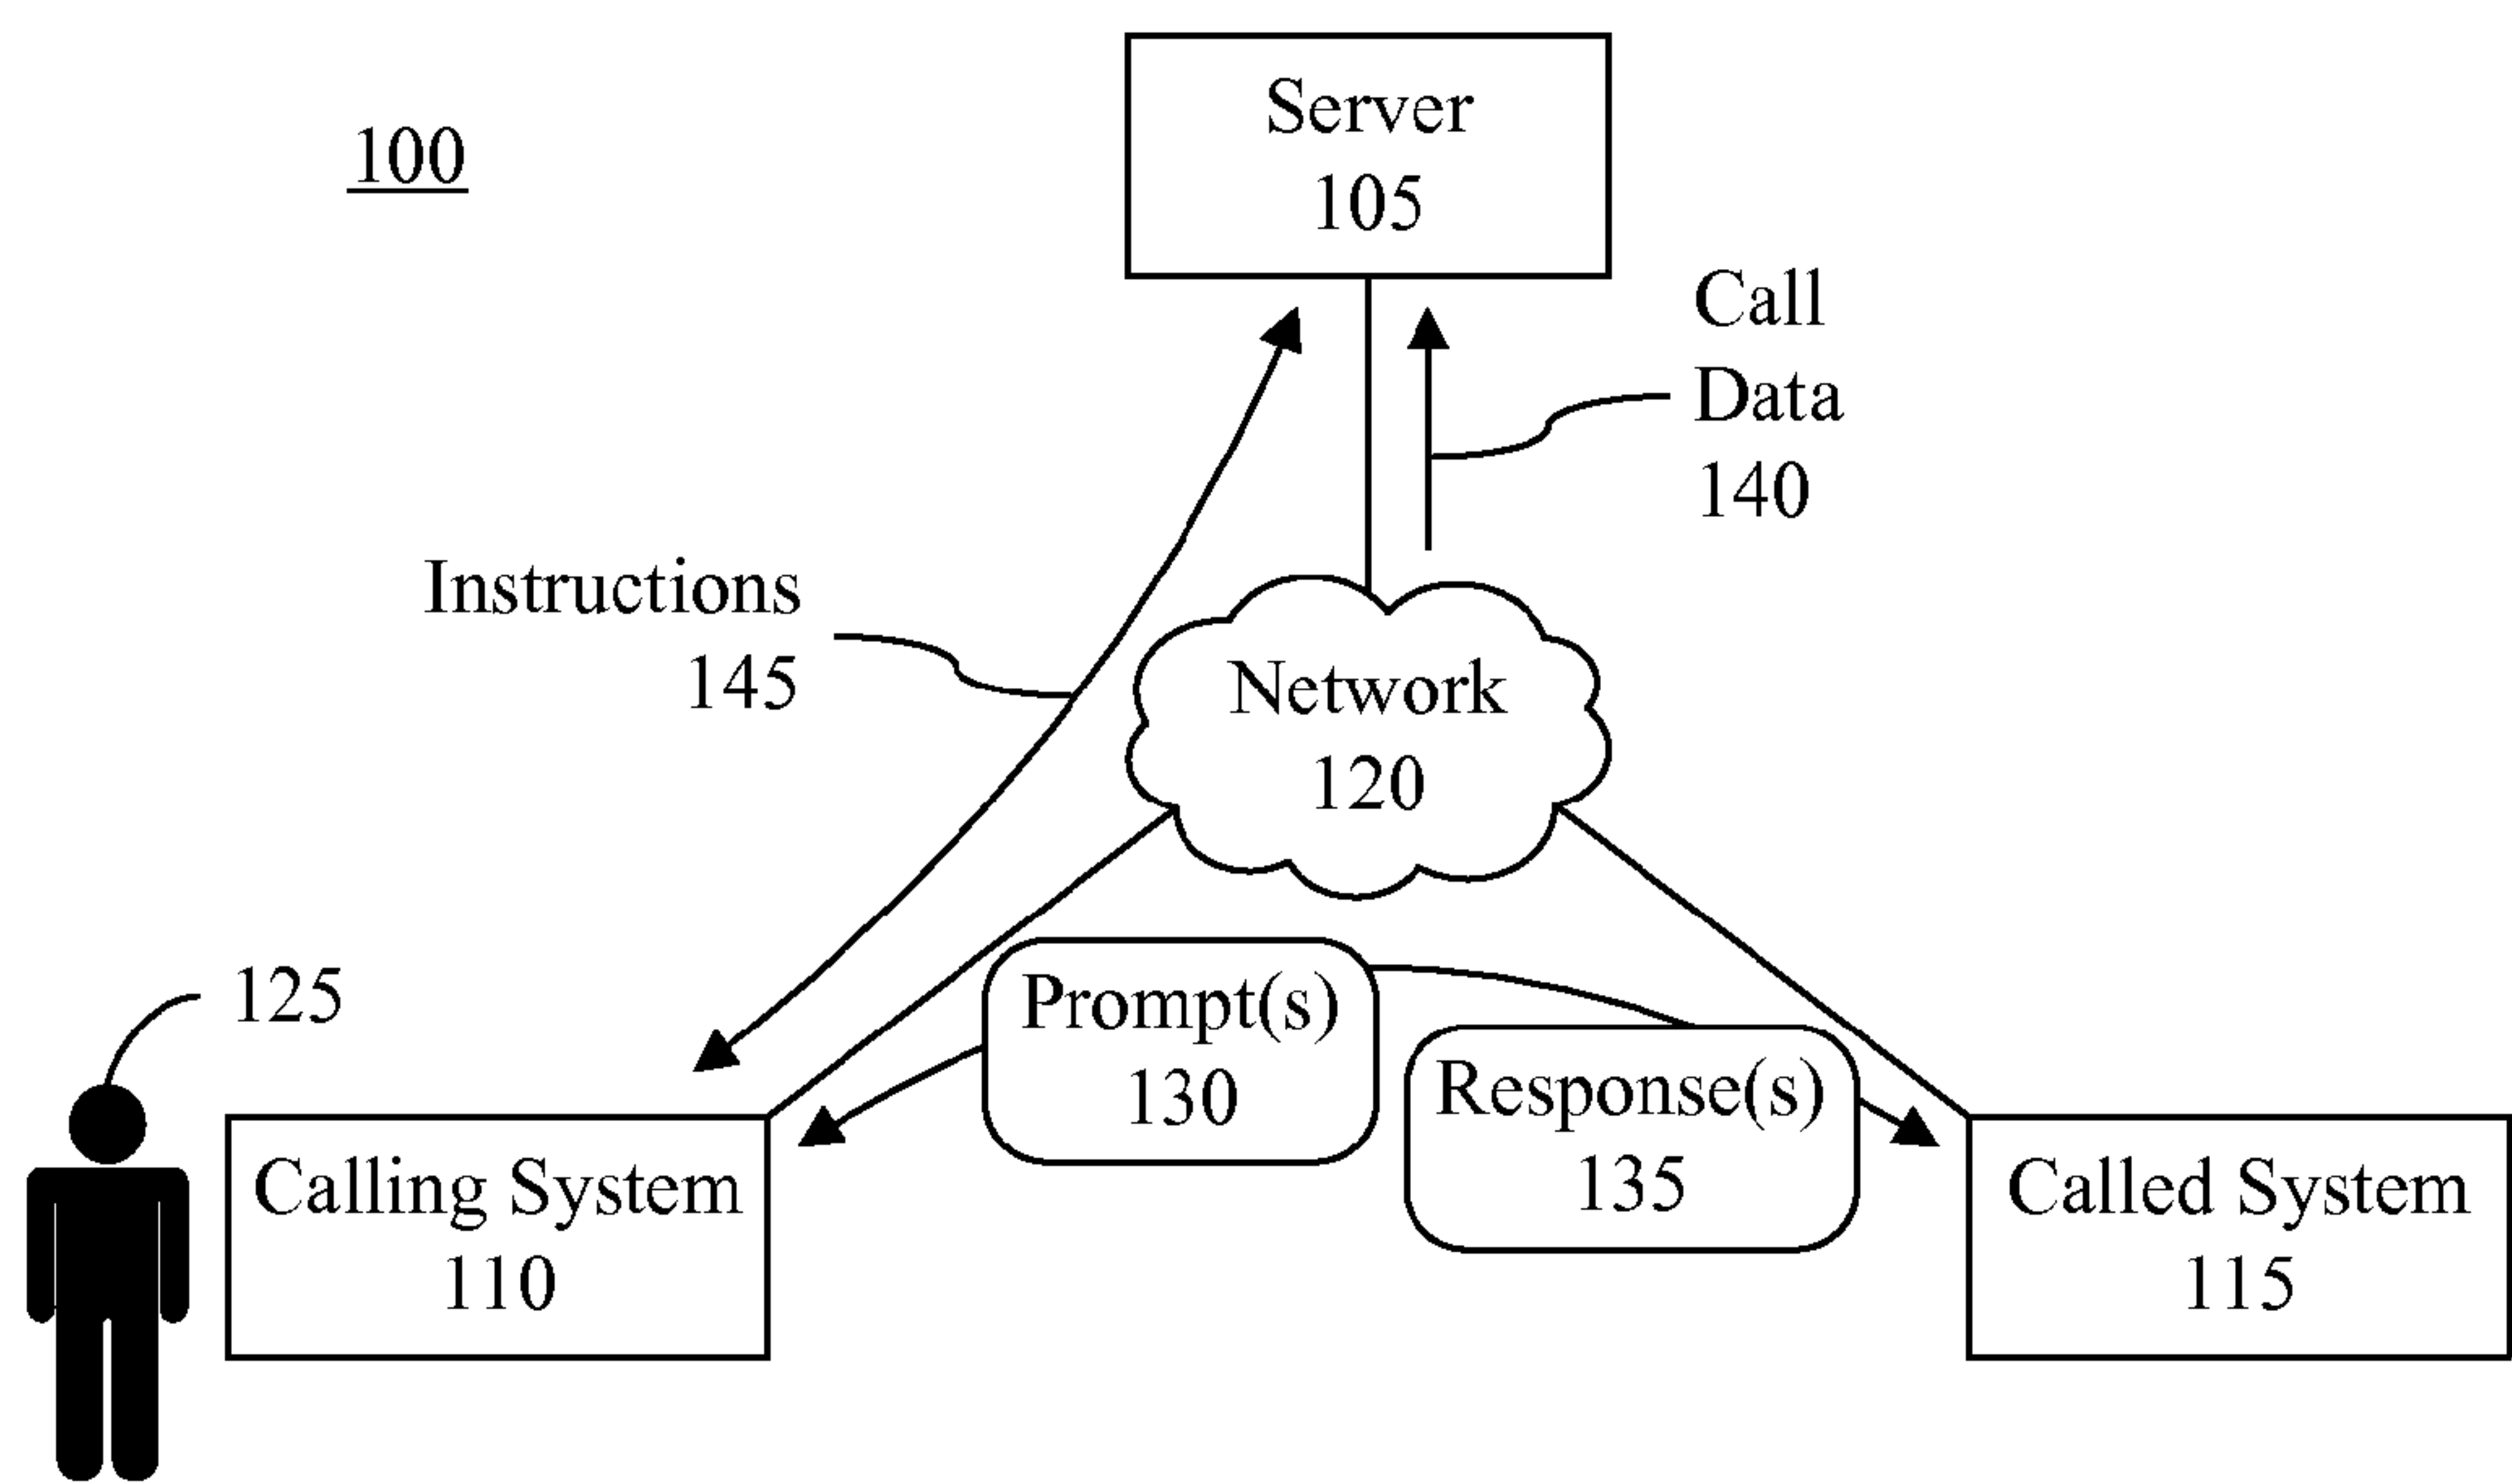 100
Server
105
Call
Data
140
Instructions
145
Network
120
125
Prompt(s)
130
Response(s)
135
Calling System
110
Called System
115